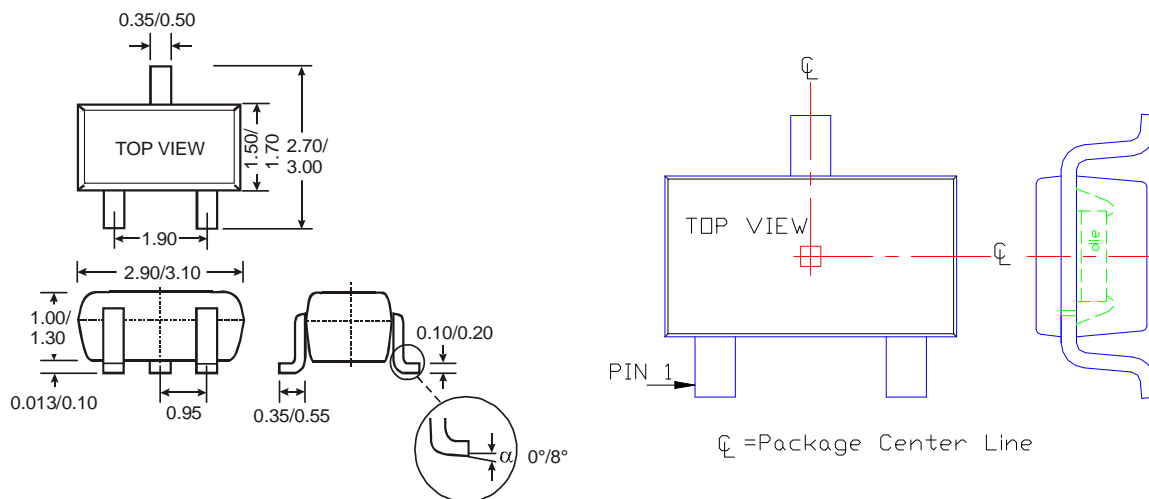 0.35/0.50
TOP VIEW
1.50/
1.70
2.70/
3.00
1.90
2.90/3.10
1.00/
1.30
0.013/0.10
0.95
0.10/0.20
0.35/0.55
α
0°/8°
℄
TOP VIEW
℄
die
PIN 1
℄ =Package Center Line